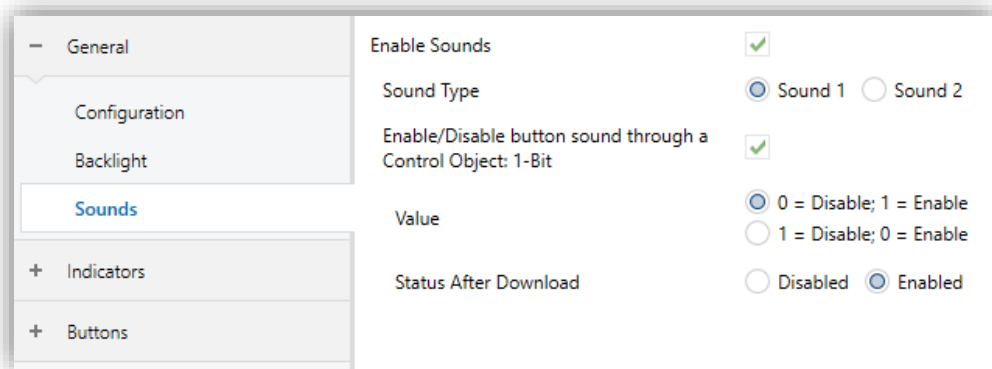 − General
Configuration
Backlight
Sounds
+ Indicators
+ Buttons
Enable Sounds
Sound Type
Sound 1 Sound 2
Enable/Disable button sound through a
Control Object: 1-Bit
Value
0 = Disable; 1 = Enable
1 = Disable; 0 = Enable
Status After Download
Disabled Enabled